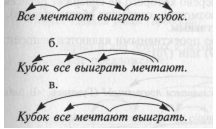 Все мечтают выиграть кубок.
б.
Кубок все выиграть мечтают.
в.
Кубок мечтают все выиграть.